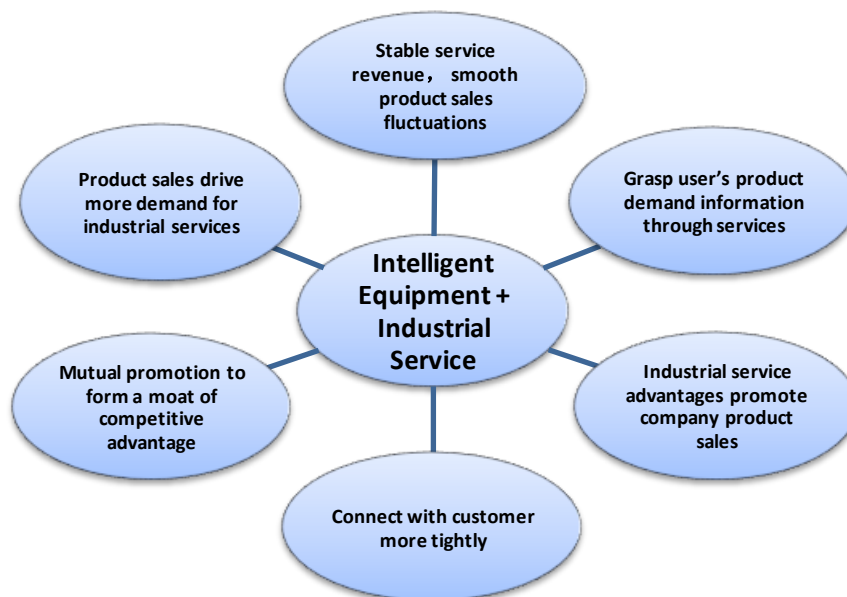 Stable service
revenue， smooth
product sales
fluctuations
Product sales drive
more demand for
industrial services
Grasp user’s product
demand information
through services
Intelligent
Equipment +
Industrial
Service
Mutual promotion to
form a moat of
competitive
advantage
Industrial service
advantages promote
company product
sales
Connect with customer
more tightly